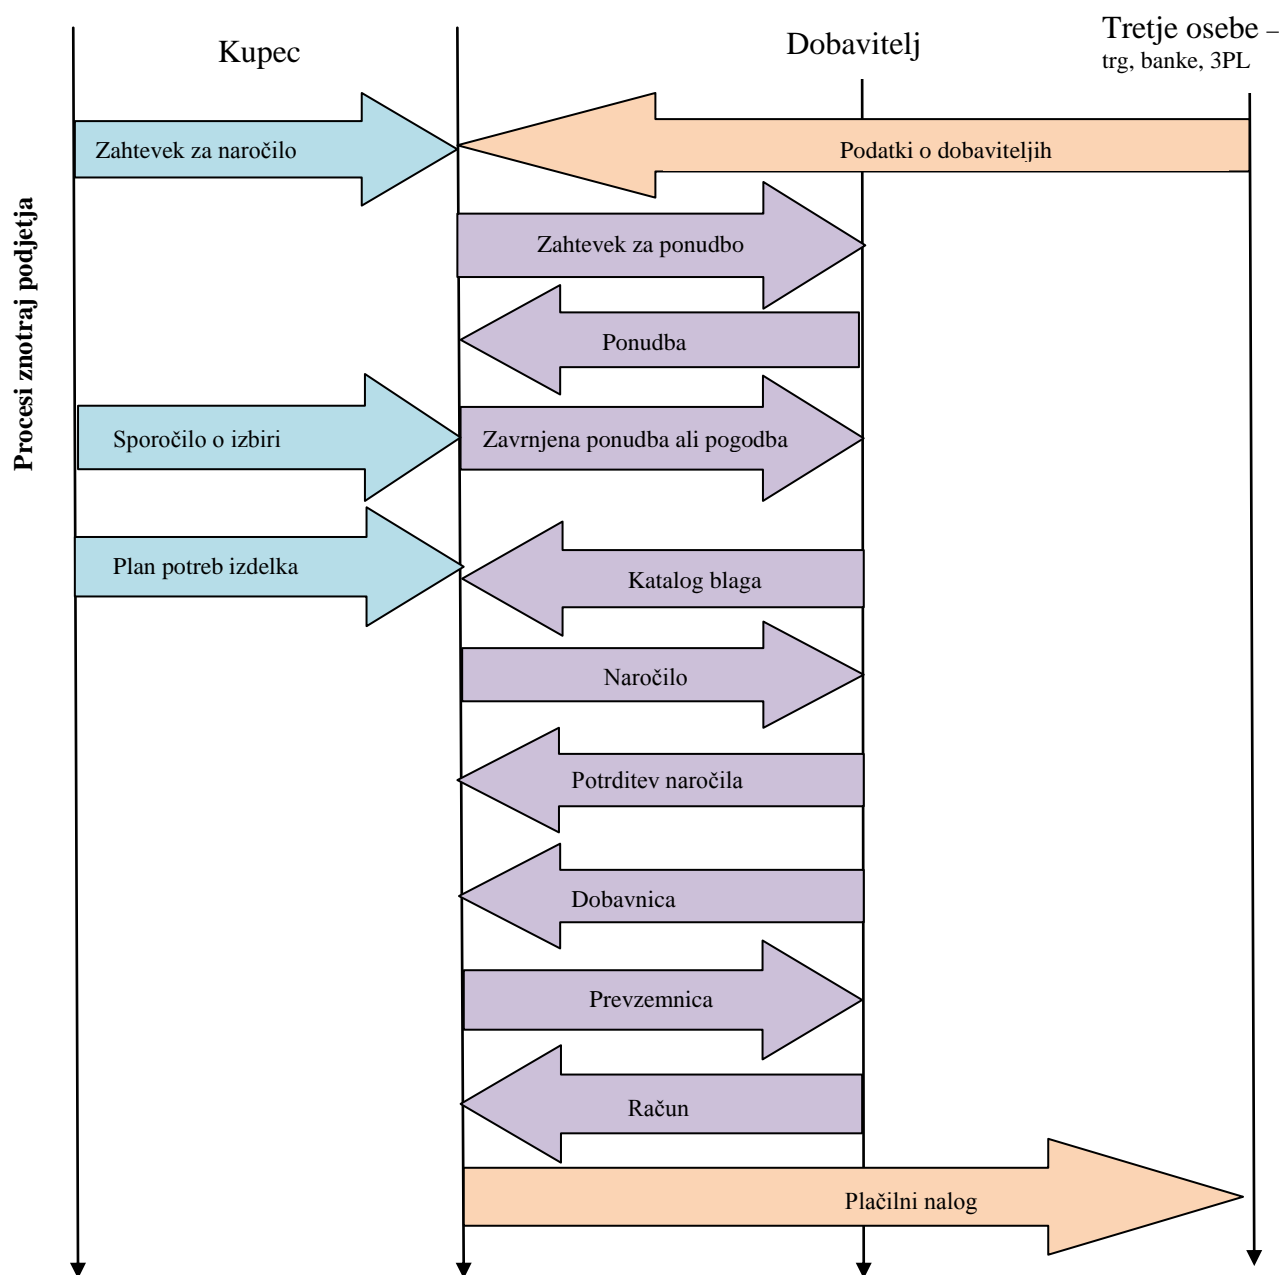 Kupec
Dobavitelj
Tretje osebe –
trg, banke, 3PL
Procesi znotraj podjetja
Zahtevek za naročilo
Podatki o dobaviteljih
Zahtevek za ponudbo
Ponudba
Sporočilo o izbiri
Zavrnjena ponudba ali pogodba
Plan potreb izdelka
Katalog blaga
Naročilo
Potrditev naročila
Dobavnica
Prevzemnica
Račun
Plačilni nalog